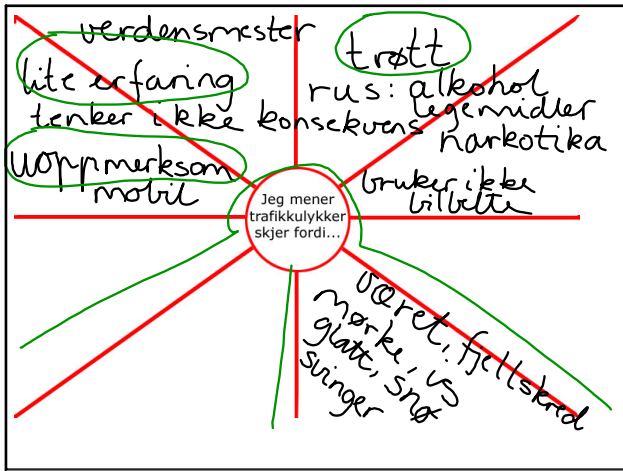 verdensmester
lite erfaring
tenker ikke konsekvens
uoppmerksom
mobil
trøtt
rus: alkohol
legemidler
narkotika
bruker ikke
bilbelte
Jeg mener
trafikkulykker
skjer fordi...
været, fjellskred
mørke,
glatt, snø
svinger